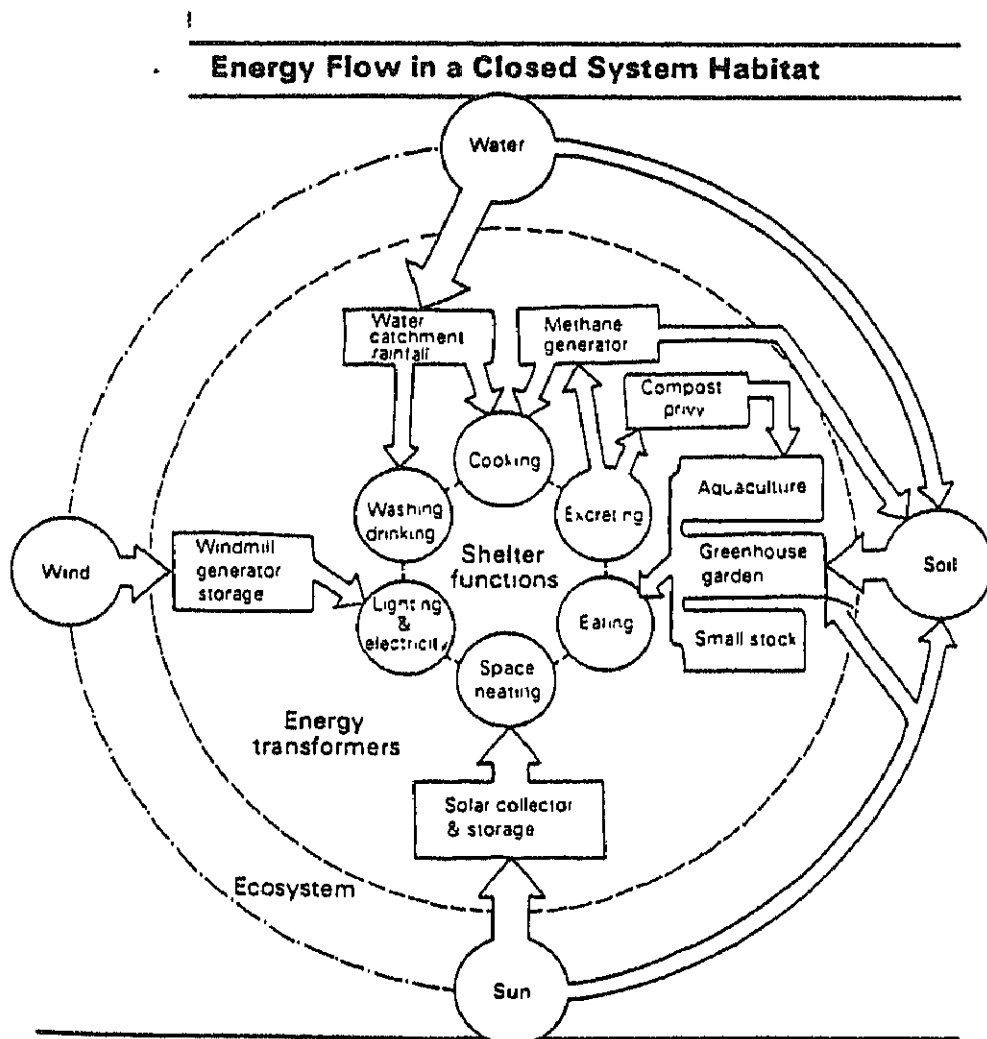 Energy Flow in a Closed System Habitat
Water
Water
catchment
rainfall
Methane
generator
Compost
privy
Cooking
Aquaculture
Washing
drinking
Excreting
Wind
Windmill
generator
storage
Shelter
functions
Greenhouse
garden
Soil
Lighting
&
electricity
Eating
Small stock
Space
heating
Energy
transformers
Solar collector
& storage
Ecosystem
Sun